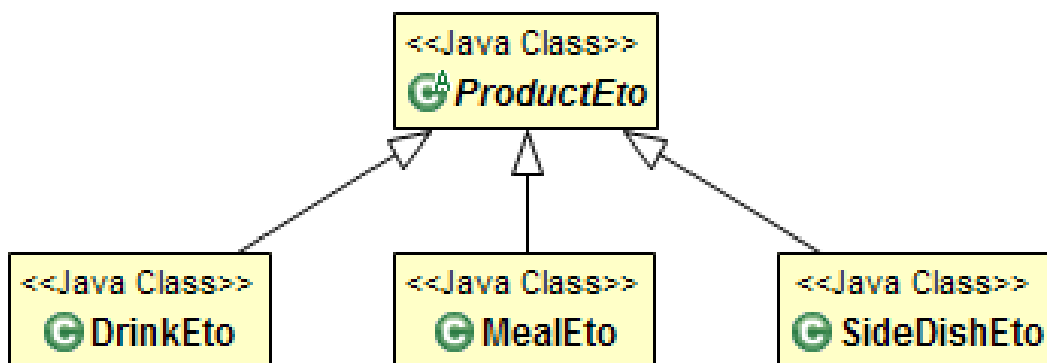 <<Java Class>>
ProductEto
<<Java Class>>
DrinkEto
<<Java Class>>
MealEto
<<Java Class>>
SideDishEto